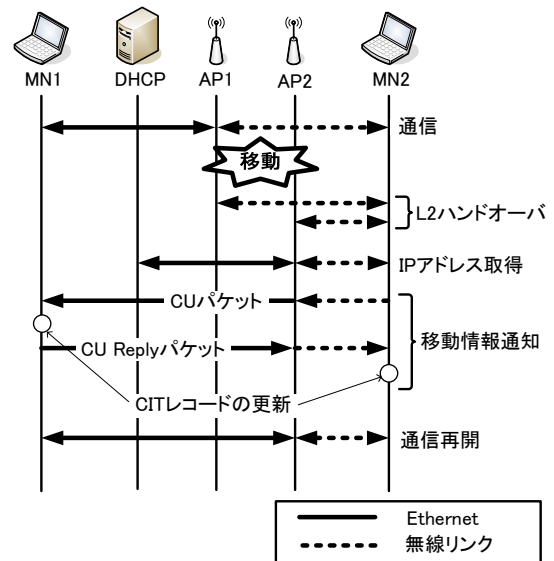 MN1
DHCP
AP1
AP2
MN2
通信
移動
L2ハンドオーバ
IPアドレス取得
CUパケット
移動情報通知
CU Replyパケット
CITレコードの更新
通信再開
Ethernet
無線リンク